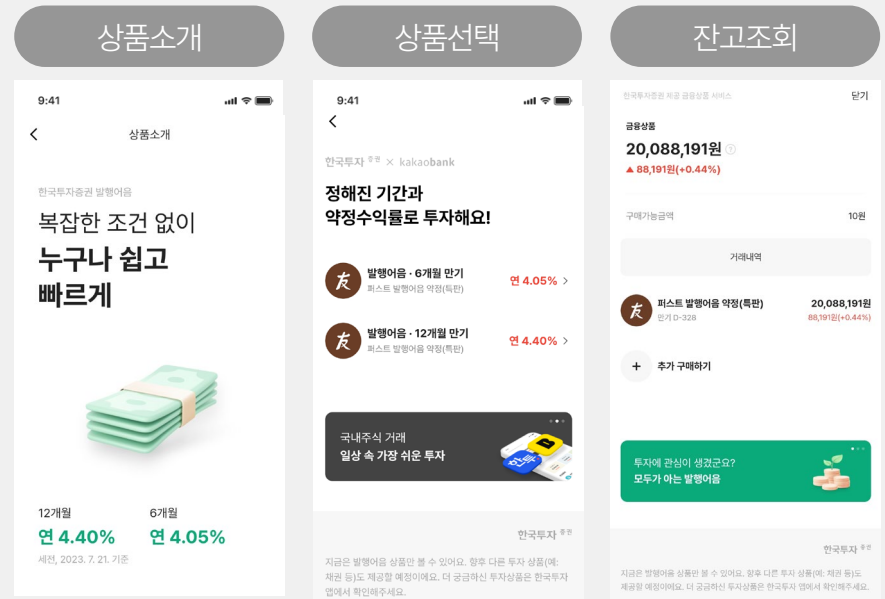 상품소개
9:41
상품소개
한국투자증권 발행어음
복잡한 조건 없이
누구나 쉽고
빠르게
12개월
6개월
연 4.40%
연 4.05%
세전, 2023. 7. 21. 기준
상품선택
9:41
한국투자 증권 × kakaobank
정해진 기간과
약정수익률로 투자해요!
발행어음 · 6개월 만기
퍼스트 발행어음 약정(특판)
연 4.05% >
발행어음 · 12개월 만기
퍼스트 발행어음 약정(특판)
연 4.40% >
국내주식 거래
일상 속 가장 쉬운 투자
한투
B
한국투자 증권
지금은 발행어음 상품만 볼 수 있어요. 향후 다른 투자 상품(예:
채권 등)도 제공할 예정이에요. 더 궁금하신 투자상품은 한국투자
앱에서 확인해주세요.
잔고조회
한국투자증권 제공 금융상품 서비스
닫기
금융상품
20,088,191원 ?
▲ 88,191원(+0.44%)
구매가능금액
10원
거래내역
友 퍼스트 발행어음 약정(특판)
20,088,191원
만기 D-328
88,191원(+0.44%)
+ 추가 구매하기
투자에 관심이 생겼군요?
모두가 아는 발행어음
한국투자 증권
지금은 발행어음 상품만 볼 수 있어요. 향후 다른 투자 상품(예: 채권 등)도
제공할 예정이에요. 더 궁금하신 투자상품은 한국투자 앱에서 확인해주세요.